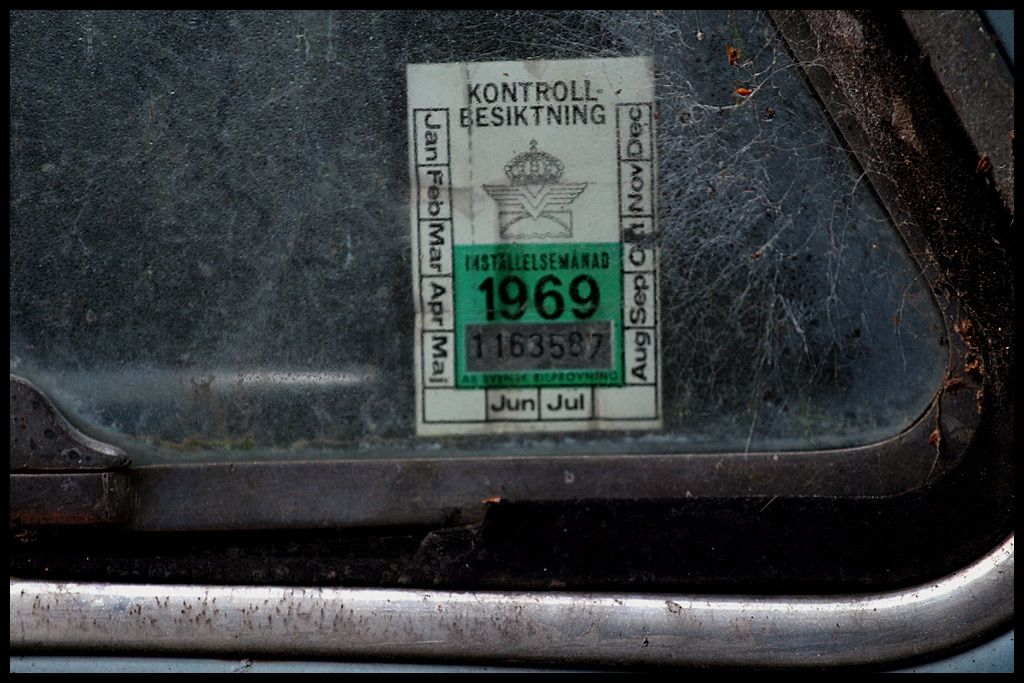 KONTROLL-
BESIKTNING
Jan Feb Mar Apr Maj
Jun Jul
Aug Sep Okt Nov Dec
INSTÄLLELSEMÅNAD
1969
1163587
AB SVENSK BILPROVNING